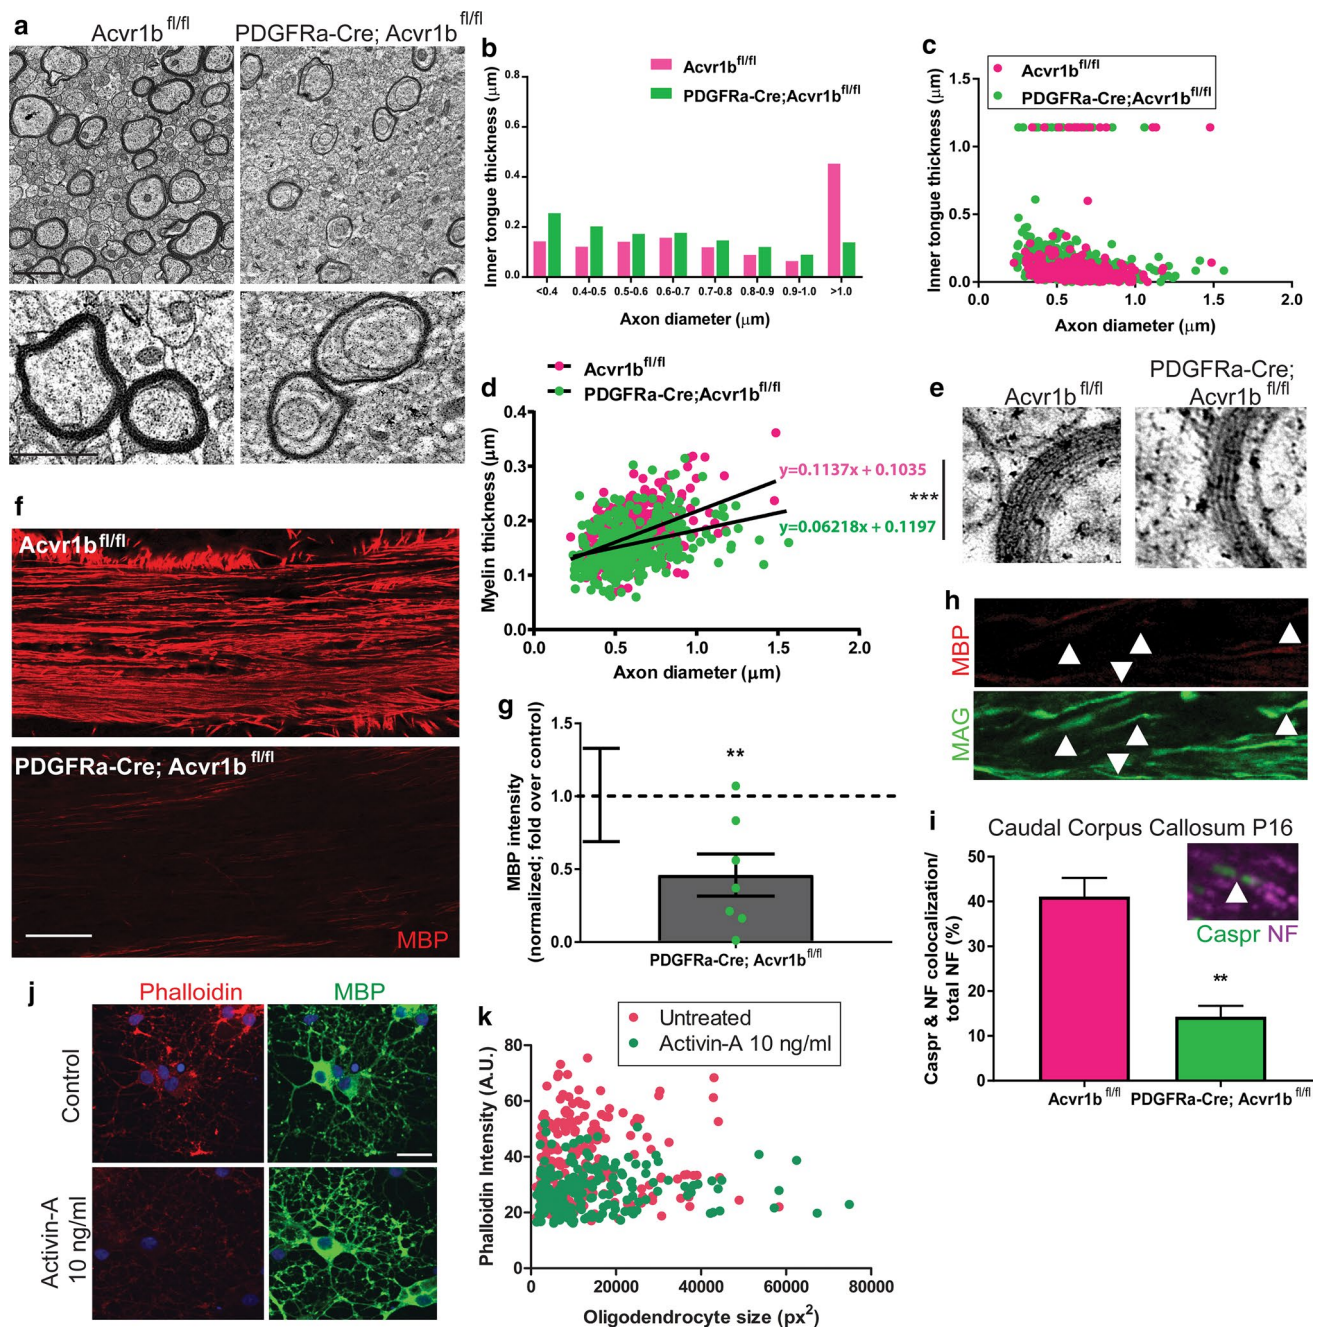 a
Acvr1b fl/fl
PDGFRa-Cre; Acvr1b fl/fl
b
Acvr1b fl/fl
PDGFRa-Cre;Acvr1b fl/fl
Inner tongue thickness (μm)
0.8
0.6
0.4
0.2
0.0
<0.4 0.4-0.5 0.5-0.6 0.6-0.7 0.7-0.8 0.8-0.9 0.9-1.0 >1.0
Axon diameter (μm)
c
Acvr1b fl/fl
PDGFRa-Cre;Acvr1b fl/fl
Inner tongue thickness (μm)
1.5
1.0
0.5
0.0
0.0 0.5 1.0 1.5 2.0
Axon diameter (μm)
d
Acvr1b fl/fl
PDGFRa-Cre;Acvr1b fl/fl
Myelin thickness (μm)
0.4
0.3
0.2
0.1
0.0
y=0.1137x + 0.1035
***
y=0.06218x + 0.1197
0.0 0.5 1.0 1.5 2.0
Axon diameter (μm)
e
Acvr1b fl/fl
PDGFRa-Cre;
Acvr1b fl/fl
f
Acvr1b fl/fl
PDGFRa-Cre; Acvr1b fl/fl
MBP
g
MBP intensity
(normalized; fold over control)
1.5
1.0
0.5
0.0
**
PDGFRa-Cre; Acvr1b fl/fl
h
MBP
MAG
i
Caudal Corpus Callosum P16
Caspr & NF colocalization/
total NF (%)
50
40
30
20
10
0
Caspr NF
**
Acvr1b fl/fl
PDGFRa-Cre; Acvr1b fl/fl
j
Phalloidin
MBP
Control
Activin-A
10 ng/ml
k
Untreated
Activin-A 10 ng/ml
Phalloidin Intensity (A.U.)
80
60
40
20
0
0 20000 40000 60000 80000
Oligodendrocyte size (px²)